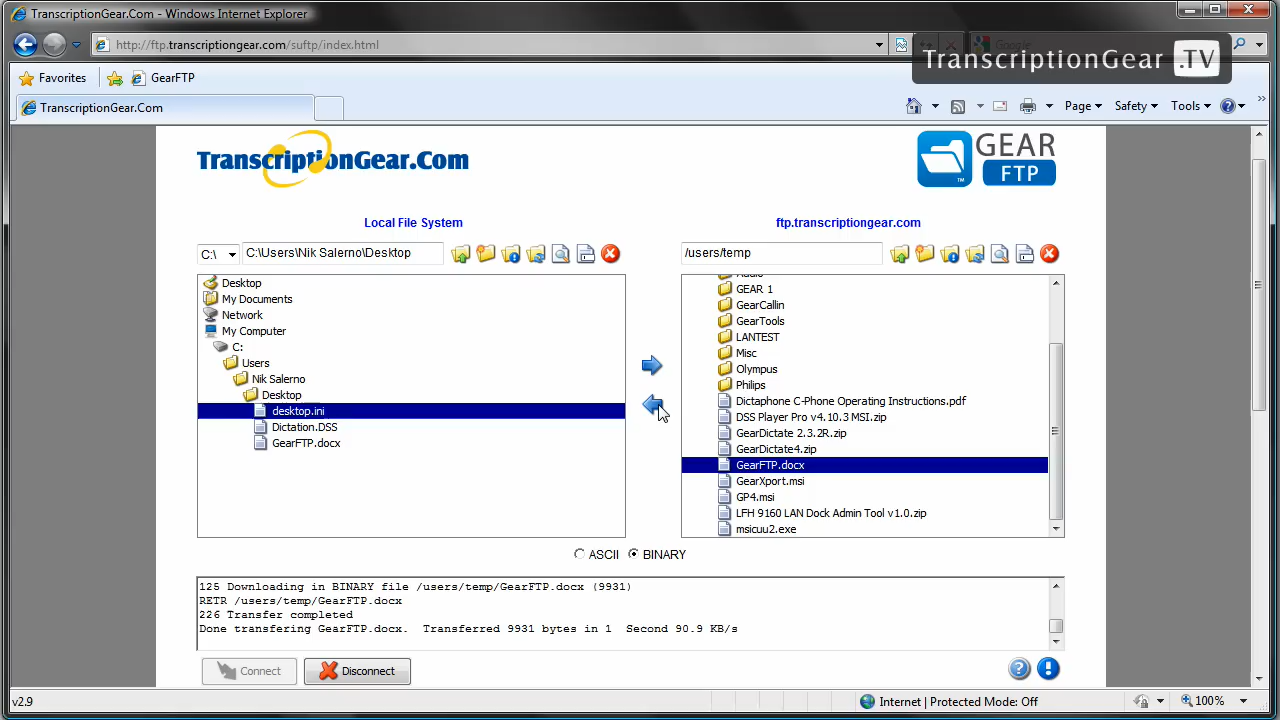 TranscriptionGear.Com - Windows Internet Explorer
http://ftp.transcriptiongear.com/suftp/index.html
TranscriptionGear .TV
Favorites GearFTP
TranscriptionGear.Com
Page Safety Tools
TranscriptionGear.Com
GEAR
FTP
Local File System
ftp.transcriptiongear.com
C:\ C:\Users\Nik Salerno\Desktop
/users/temp
Desktop
My Documents
Network
My Computer
C:
Users
Nik Salerno
Desktop
desktop.ini
Dictation.DSS
GearFTP.docx
Audio
GEAR 1
GearCallin
GearTools
LANTEST
Misc
Olympus
Philips
Dictaphone C-Phone Operating Instructions.pdf
DSS Player Pro v4.10.3 MSI.zip
GearDictate 2.3.2R.zip
GearDictate4.zip
GearFTP.docx
GearXport.msi
GP4.msi
LFH 9160 LAN Dock Admin Tool v1.0.zip
msicuu2.exe
ASCII BINARY
125 Downloading in BINARY file /users/temp/GearFTP.docx (9931)
RETR /users/temp/GearFTP.docx
226 Transfer completed
Done transfering GearFTP.docx. Transferred 9931 bytes in 1 Second 90.9 KB/s
Connect Disconnect
v2.9
Internet | Protected Mode: Off
100%